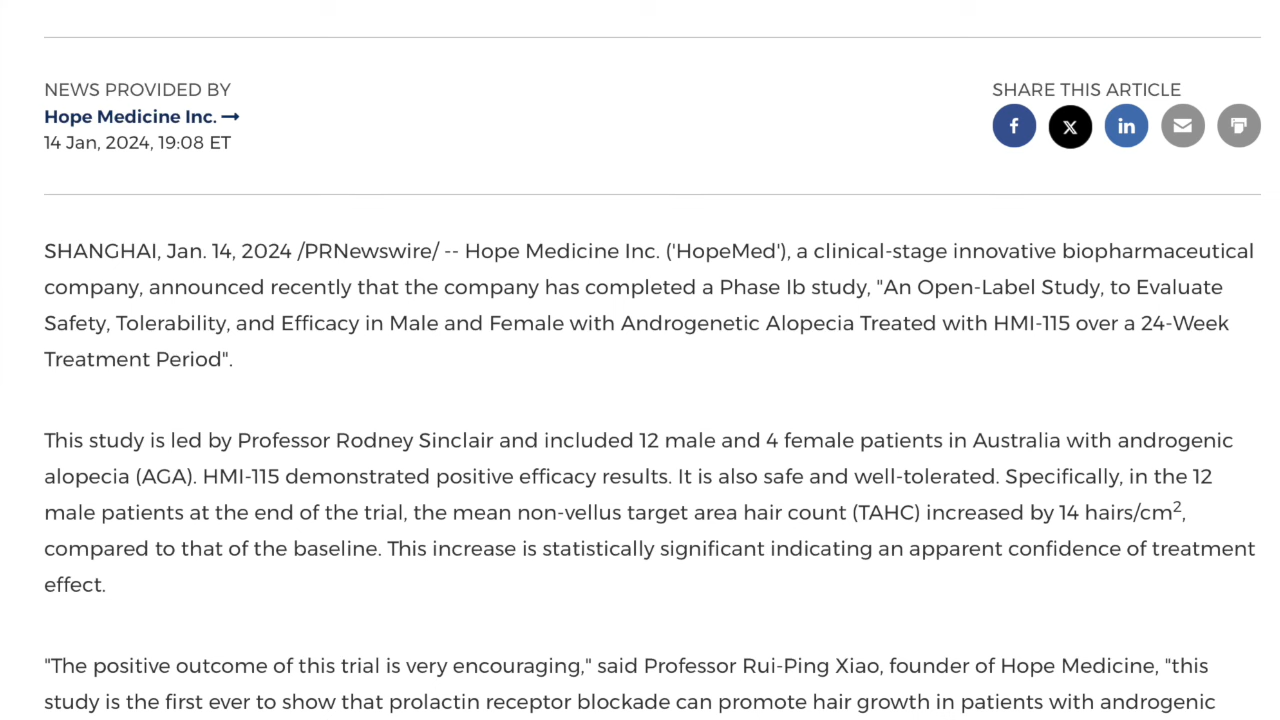 NEWS PROVIDED BY
SHARE THIS ARTICLE
Hope Medicine Inc. →
14 Jan, 2024, 19:08 ET
SHANGHAI, Jan. 14, 2024 /PRNewswire/ -- Hope Medicine Inc. ('HopeMed'), a clinical-stage innovative biopharmaceutical
company, announced recently that the company has completed a Phase Ib study, "An Open-Label Study, to Evaluate
Safety, Tolerability, and Efficacy in Male and Female with Androgenetic Alopecia Treated with HMI-115 over a 24-Week
Treatment Period".
This study is led by Professor Rodney Sinclair and included 12 male and 4 female patients in Australia with androgenic
alopecia (AGA). HMI-115 demonstrated positive efficacy results. It is also safe and well-tolerated. Specifically, in the 12
male patients at the end of the trial, the mean non-vellus target area hair count (TAHC) increased by 14 hairs/cm²,
compared to that of the baseline. This increase is statistically significant indicating an apparent confidence of treatment
effect.
"The positive outcome of this trial is very encouraging," said Professor Rui-Ping Xiao, founder of Hope Medicine, "this
study is the first ever to show that prolactin receptor blockade can promote hair growth in patients with androgenic